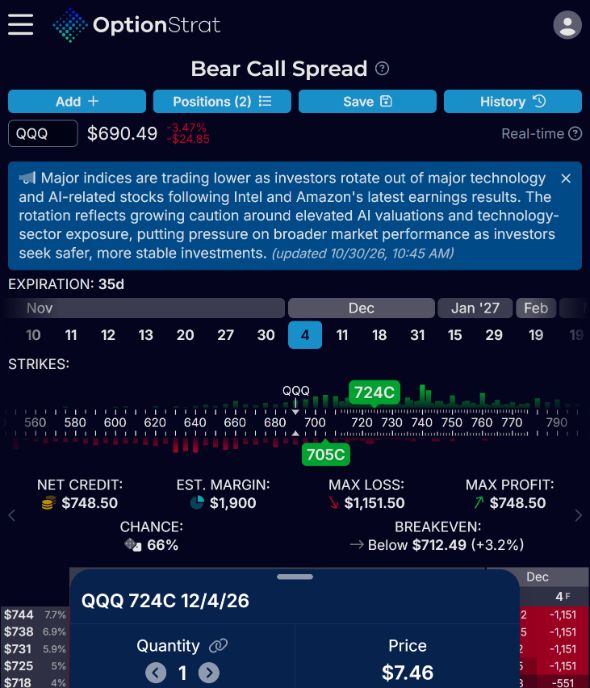 OptionStrat
Bear Call Spread ?
Add +
Positions (2)
Save
History
QQQ
$690.49
-3.47%
-$24.85
Real-time ?
Major indices are trading lower as investors rotate out of major technology
and AI-related stocks following Intel and Amazon's latest earnings results. The
rotation reflects growing caution around elevated AI valuations and technology-
sector exposure, putting pressure on broader market performance as investors
seek safer, more stable investments. (updated 10/30/26, 10:45 AM)
EXPIRATION: 35d
Nov Dec Jan '27 Feb
10 11 12 13 20 27 30 4 11 18 31 15 29 19 19
STRIKES:
QQQ
724C
560 580 600 620 640 660 680 700 720 730 740 750 760 770 790
705C
NET CREDIT: EST. MARGIN: MAX LOSS: MAX PROFIT:
$748.50 $1,900 $1,151.50 $748.50
CHANCE: BREAKEVEN:
66% → Below $712.49 (+3.2%)
Dec
QQQ 724C 12/4/26
4 F
$744 7.7% 2 -1,151
$738 6.9% 5 -1,151
Quantity Price
$731 5.9% 2 -1,151
$725 5% 5 -1,151
< 1 > $7.46
$718 4% 8 -551